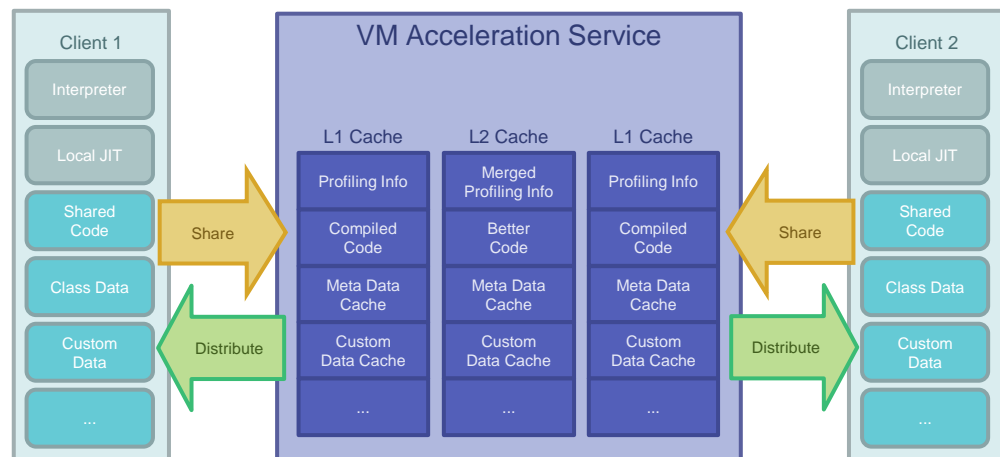 Client 1
Interpreter
Local JIT
Shared
Code
Class Data
Custom
Data
...
Share
Distribute
VM Acceleration Service
L1 Cache
Profiling Info
Compiled
Code
Meta Data
Cache
Custom
Data Cache
...
L2 Cache
Merged
Profiling Info
Better
Code
Meta Data
Cache
Custom
Data Cache
...
L1 Cache
Profiling Info
Compiled
Code
Meta Data
Cache
Custom
Data Cache
...
Share
Distribute
Client 2
Interpreter
Local JIT
Shared
Code
Class Data
Custom
Data
...